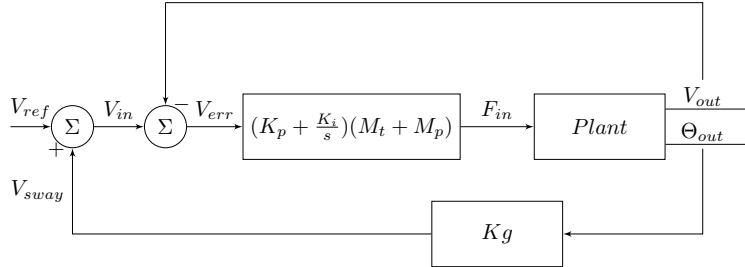 −
V_ref V_in V_err F_in V_out
Σ Σ (K_p + K_i/s)(M_t + M_p) Plant
+ Θ_out
V_sway
Kg